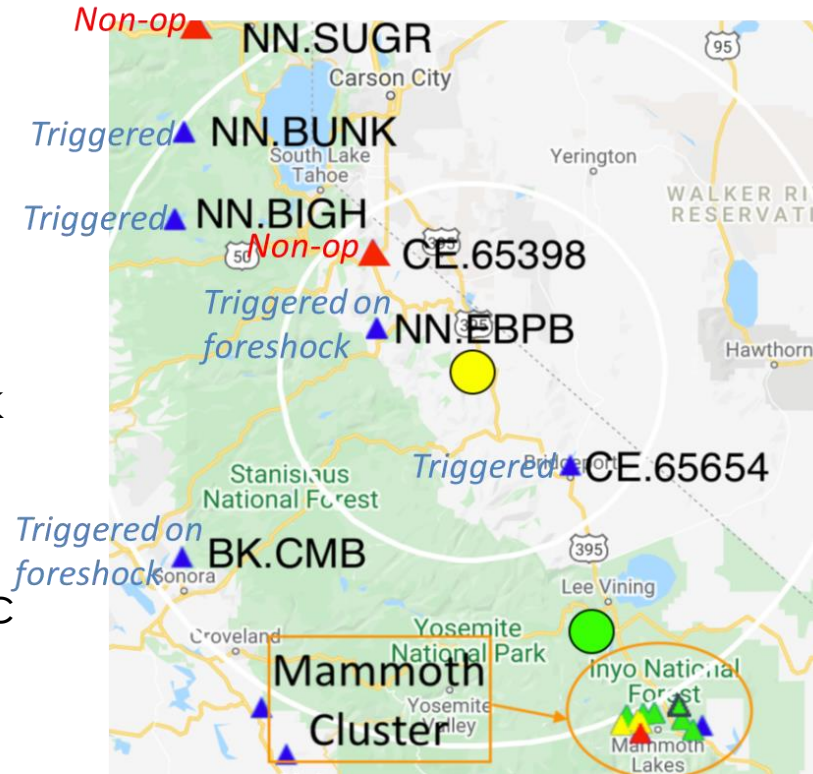 Non-op
NN.SUGR
95
Carson City
Triggered
NN.BUNK
South Lake
Tahoe
Yerington
WALKER RI
RESERVATI
Triggered
NN.BIGH
50
Non-op
395
CE.65398
Triggered on
foreshock
395
NN.EBPB
Hawthorn
K
Triggered
Bridgeport
CE.65654
Stanislaus
National Forest
Triggered on
foreshock
BK.CMB
Sonora
395
Lee Vining
C
Groveland
Yosemite
National Park
Inyo National
Forest
Mammoth
Cluster
Yosemite
Valley
Mammoth
Lakes